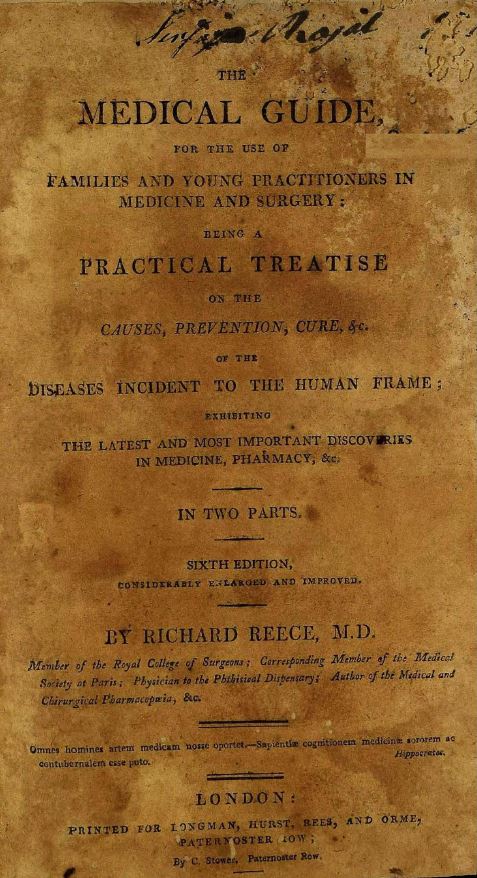 THE
MEDICAL GUIDE,
FOR THE USE OF
FAMILIES AND YOUNG PRACTITIONERS IN
MEDICINE AND SURGERY;
BEING A
PRACTICAL TREATISE
ON THE
CAUSES, PREVENTION, CURE, &c.
OF THE
DISEASES INCIDENT TO THE HUMAN FRAME;
EXHIBITING
THE LATEST AND MOST IMPORTANT DISCOVERIES
IN MEDICINE, PHARMACY, &c.
IN TWO PARTS.
SIXTH EDITION,
CONSIDERABLY ENLARGED AND IMPROVED.
BY RICHARD REECE, M.D.
Member of the Royal College of Surgeons; Corresponding Member of the Medical
Society at Paris; Physician to the Phthisical Dispensary; Author of the Medical and
Chirurgical Pharmacopœia, &c.
Omnes homines artem medicam nosse oportet.—Sapientiæ cognitionem medicinæ sororem ac
contubernalem esse puto.
Hippocrates.
LONDON:
PRINTED FOR LONGMAN, HURST, REES, AND ORME,
PATERNOSTER ROW;
By C. Stower, Paternoster Row.